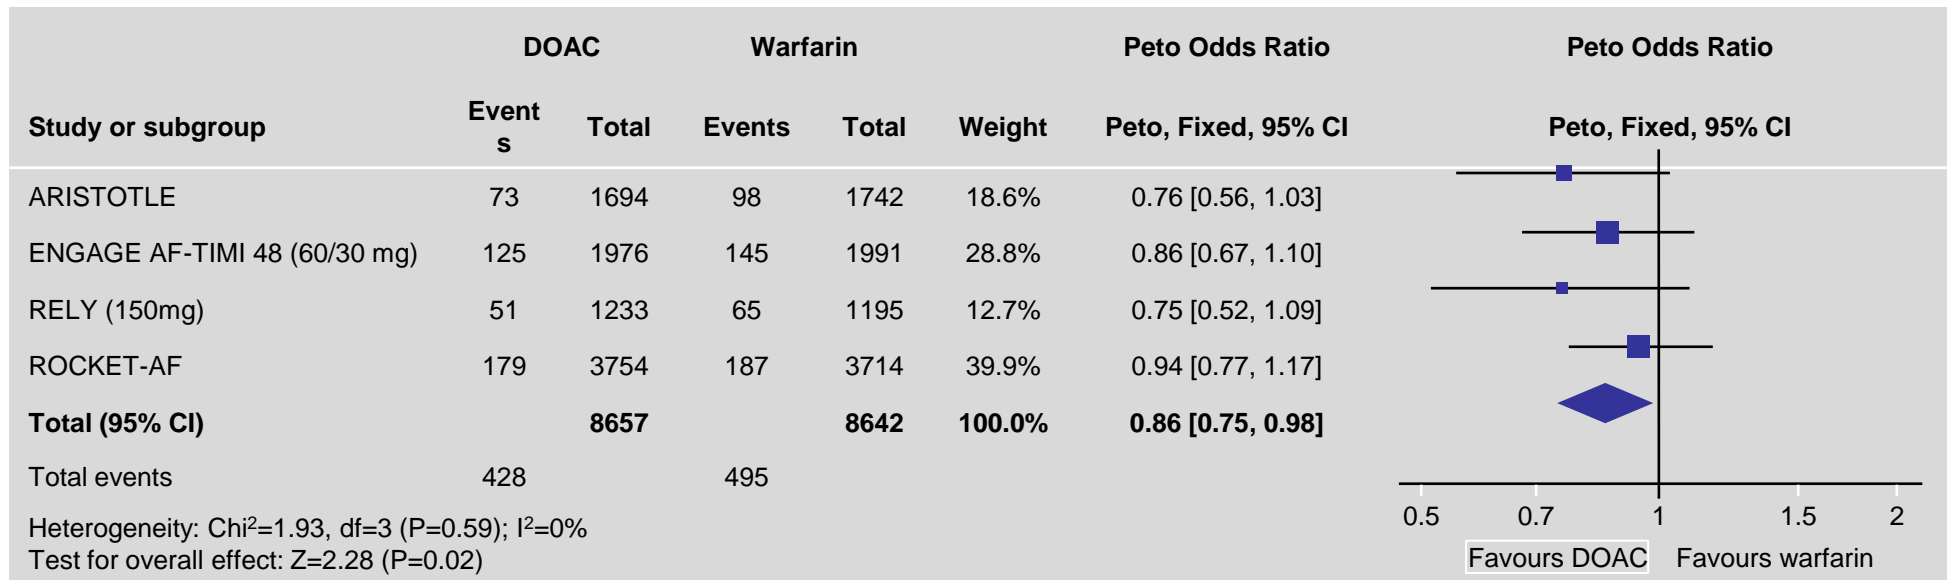 DOAC Warfarin Peto Odds Ratio Peto Odds Ratio
Study or subgroup Event
s Total Events Total Weight Peto, Fixed, 95% CI Peto, Fixed, 95% CI
ARISTOTLE 73 1694 98 1742 18.6% 0.76 [0.56, 1.03]
ENGAGE AF-TIMI 48 (60/30 mg) 125 1976 145 1991 28.8% 0.86 [0.67, 1.10]
RELY (150mg) 51 1233 65 1195 12.7% 0.75 [0.52, 1.09]
ROCKET-AF 179 3754 187 3714 39.9% 0.94 [0.77, 1.17]
Total (95% CI) 8657 8642 100.0% 0.86 [0.75, 0.98]
Total events 428 495
Heterogeneity: Chi²=1.93, df=3 (P=0.59); I²=0%
Test for overall effect: Z=2.28 (P=0.02)
0.5 0.7 1 1.5 2
Favours DOAC Favours warfarin